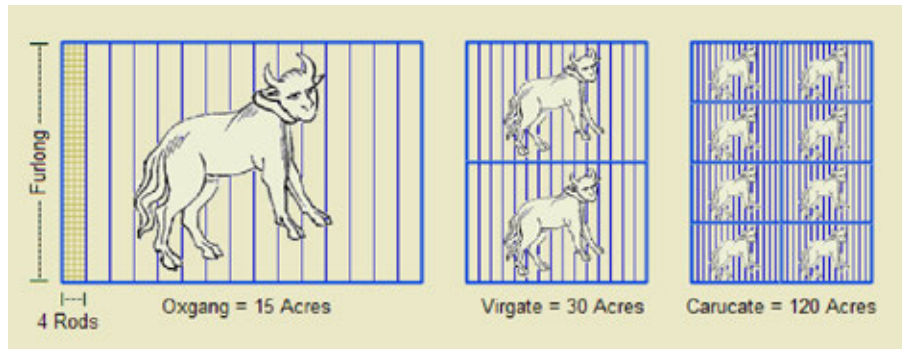 Furlong
4 Rods
Oxgang = 15 Acres
Virgate = 30 Acres
Carucate = 120 Acres